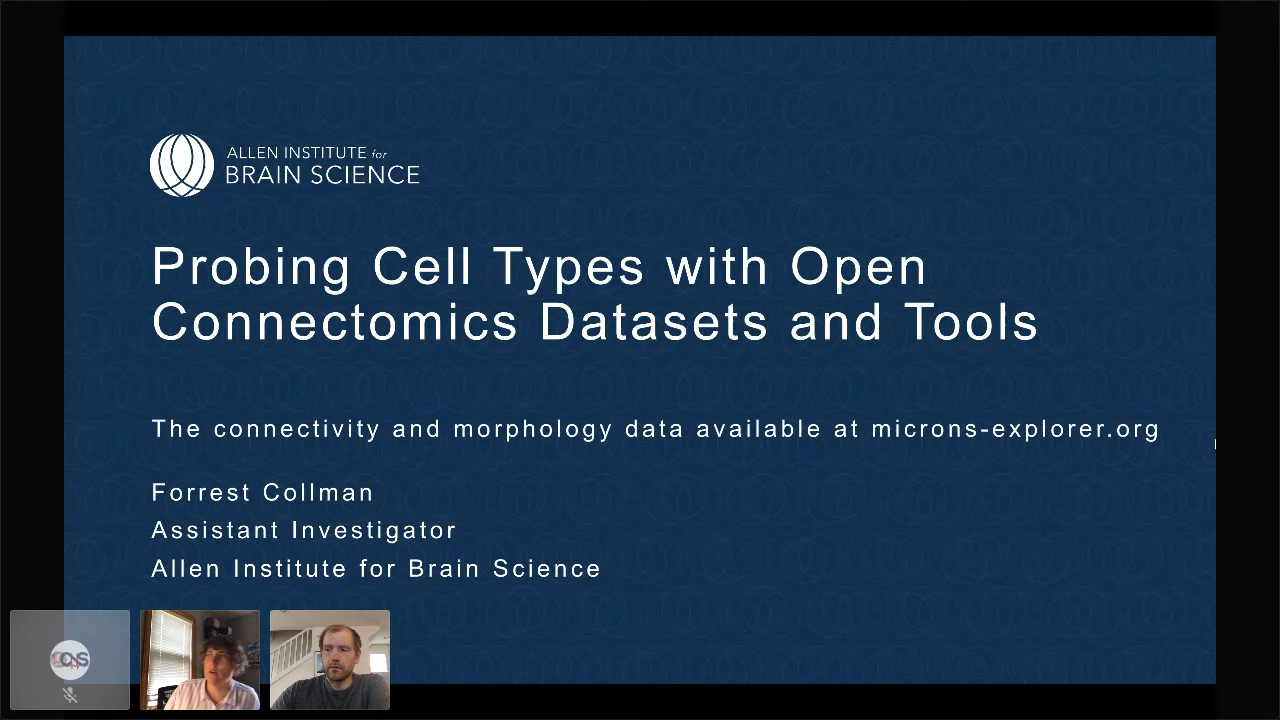 ALLEN INSTITUTE for
BRAIN SCIENCE
Probing Cell Types with Open
Connectomics Datasets and Tools
The connectivity and morphology data available at microns-explorer.org
Forrest Collman
Assistant Investigator
Allen Institute for Brain Science